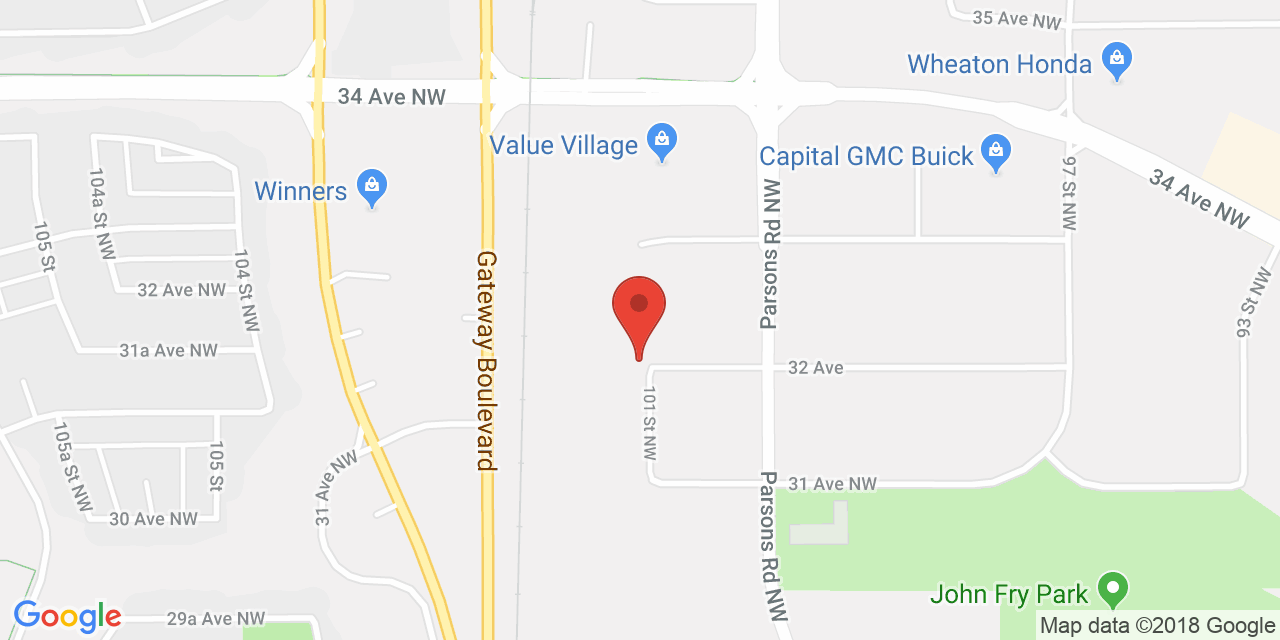 35 Ave NW
Wheaton Honda
34 Ave NW
Value Village
Capital GMC Buick
Winners
104a St NW
97 St NW
34 Ave NW
105 St
104 St NW
Parsons Rd NW
32 Ave NW
93 St NW
31a Ave NW
Gateway Boulevard
32 Ave
101 St NW
105a St NW
105 St
31 Ave NW
31 Ave NW
30 Ave NW
Parsons Rd NW
John Fry Park
Google
29a Ave NW
Map data ©2018 Google